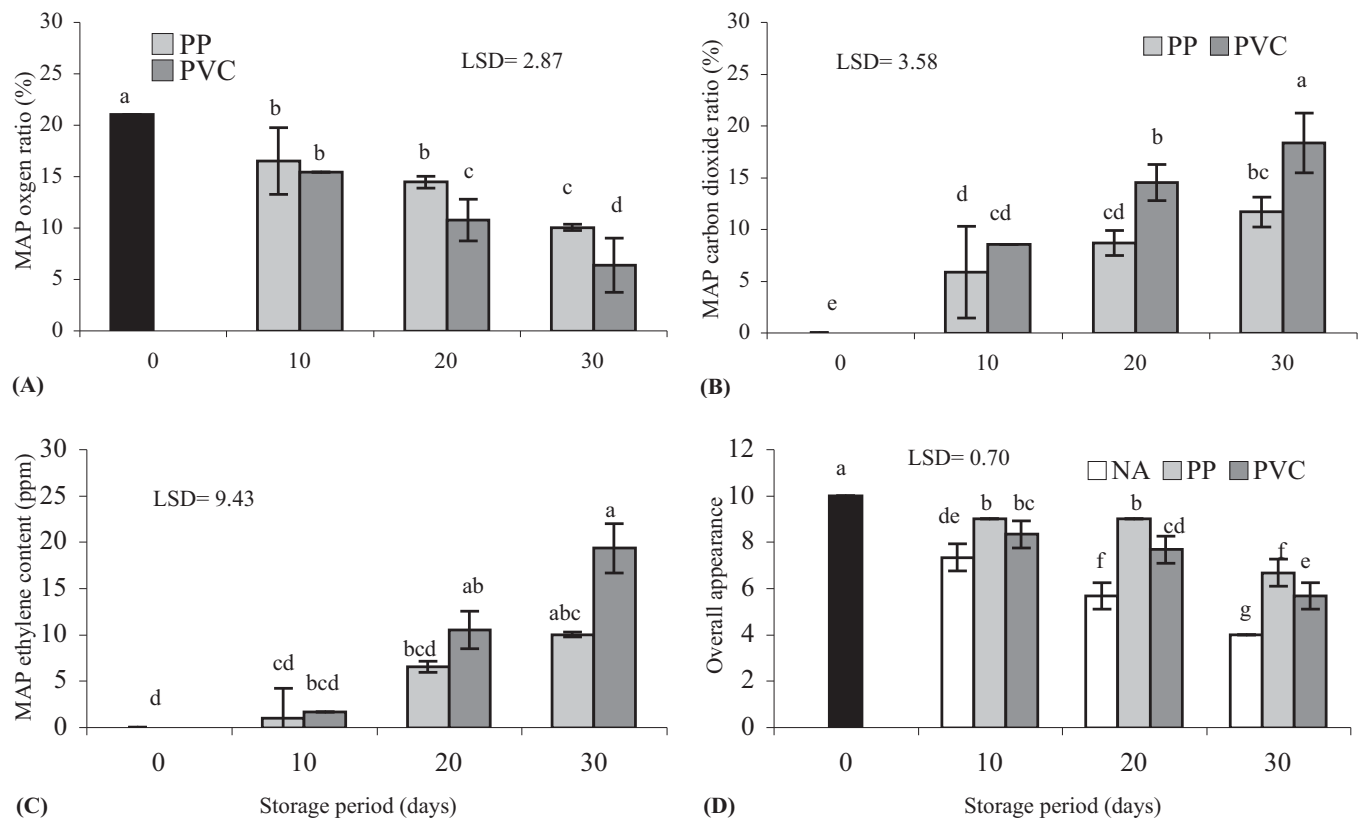 MAP oxgen ratio (%)
30
25
20
15
10
5
0
PP
PVC
LSD= 2.87
a
b
b
b
c
c
d
0
10
20
30
(A)
MAP carbon dioxide ratio (%)
30
25
20
15
10
5
0
LSD= 3.58
PP
PVC
e
d
cd
cd
b
bc
a
0
10
20
30
(B)
MAP ethylene content (ppm)
30
25
20
15
10
5
0
LSD= 9.43
d
cd
bcd
bcd
ab
abc
a
0
10
20
30
(C)
Storage period (days)
Overall appearance
12
10
8
6
4
2
0
LSD= 0.70
NA
PP
PVC
a
de
b
bc
f
b
cd
g
f
e
0
10
20
30
(D)
Storage period (days)